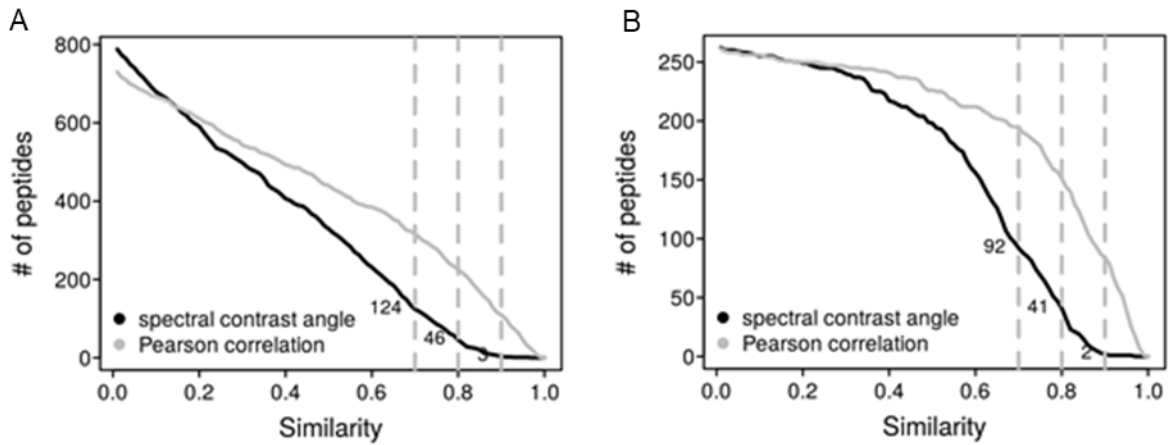 A
# of peptides
800
600
400
200
0
124
46
3
spectral contrast angle
Pearson correlation
0.0 0.2 0.4 0.6 0.8 1.0
Similarity
B
# of peptides
250
200
150
100
50
0
92
41
2
spectral contrast angle
Pearson correlation
0.0 0.2 0.4 0.6 0.8 1.0
Similarity